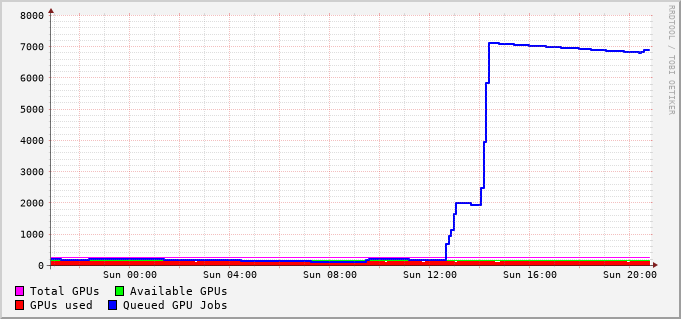 8000
7000
6000
5000
4000
3000
2000
1000
0
Sun 00:00 Sun 04:00 Sun 08:00 Sun 12:00 Sun 16:00 Sun 20:00
Total GPUs Available GPUs
GPUs used Queued GPU Jobs
RRDTOOL / TOBI OETIKER